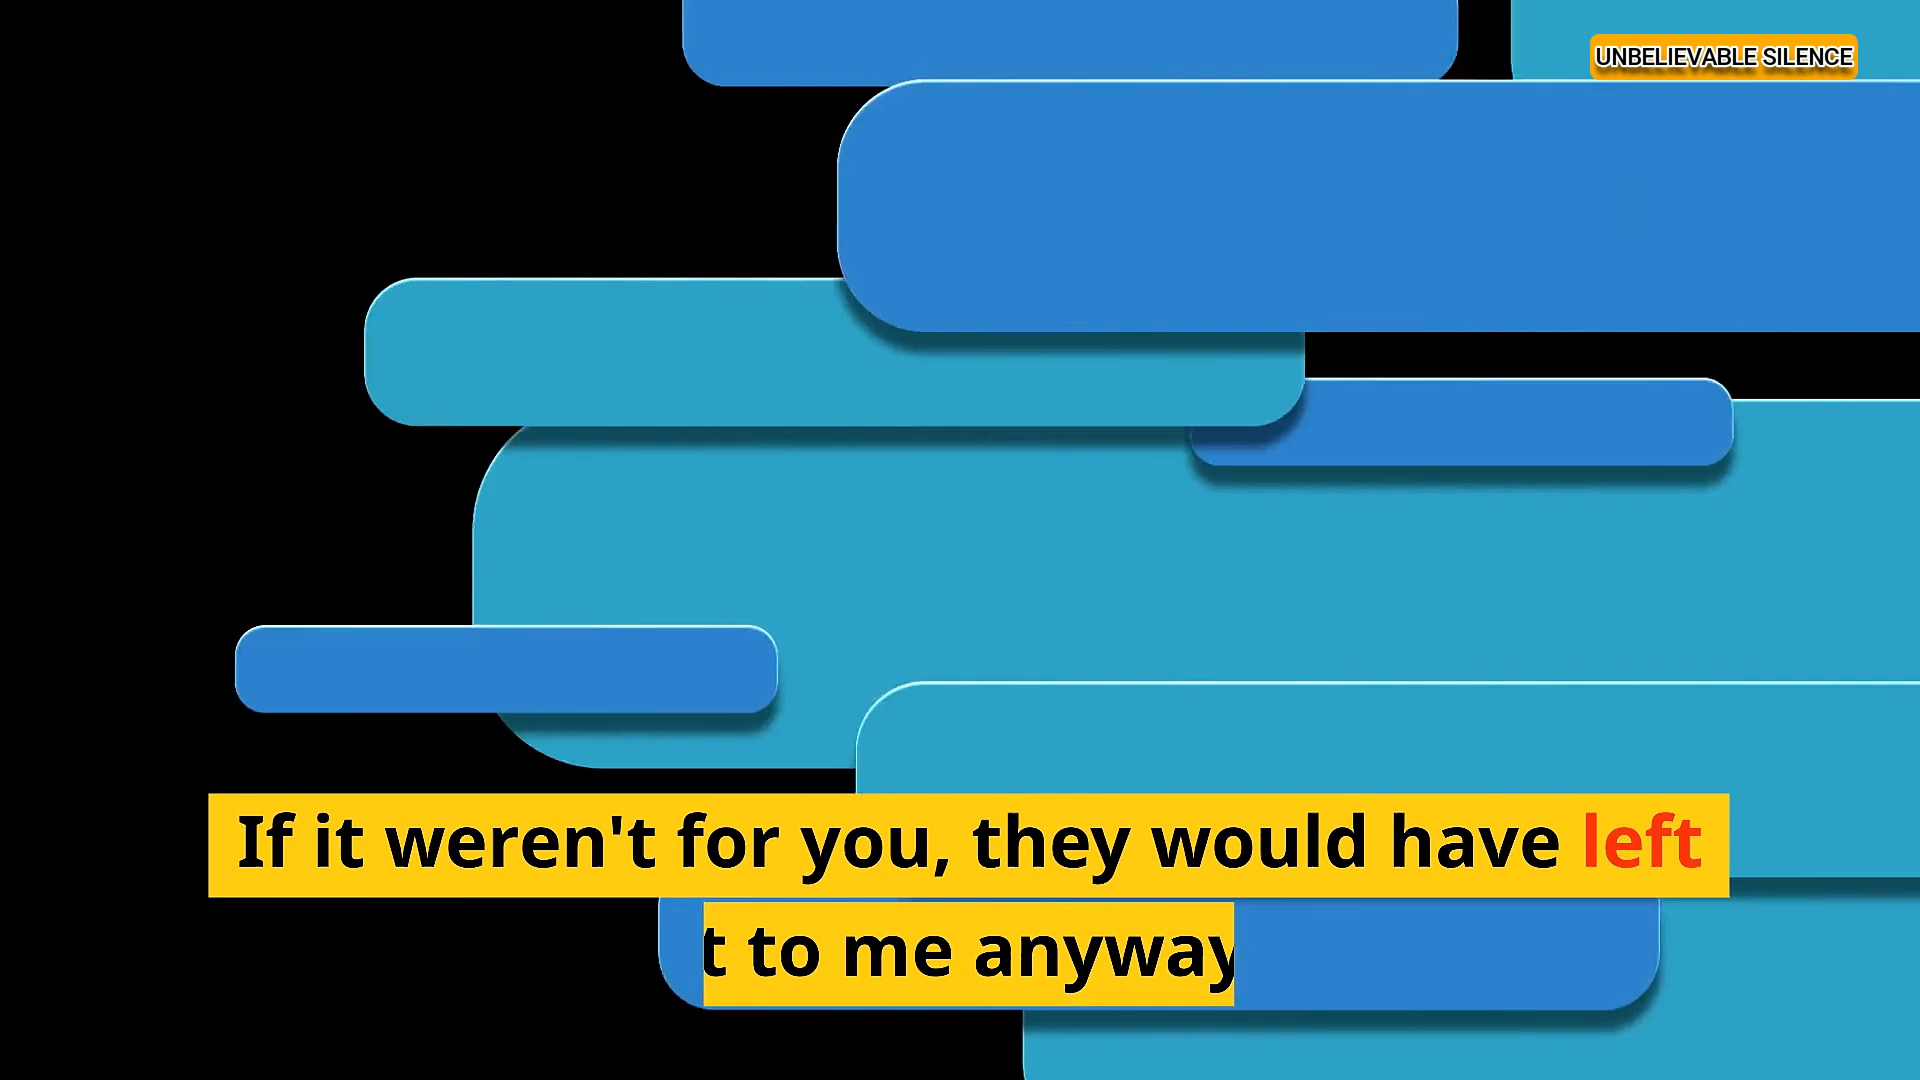 UNBELIEVABLE SILENCE
If it weren't for you, they would have left
to me anyway